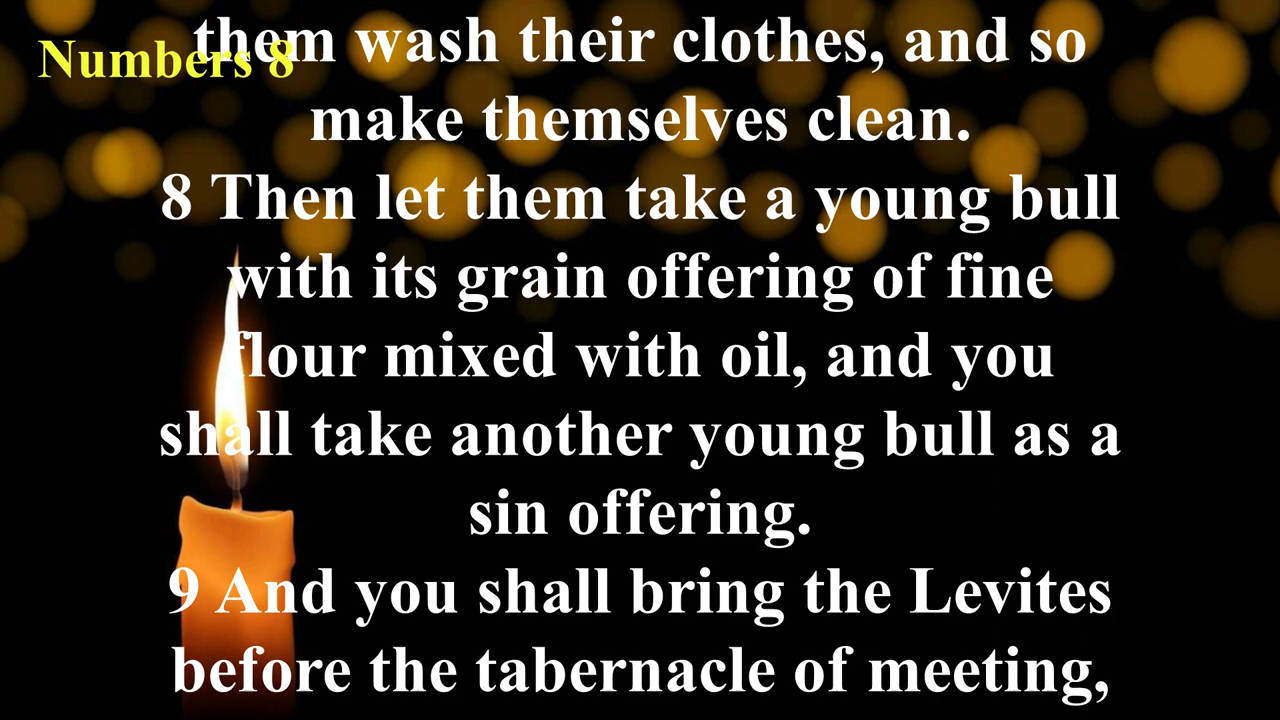 Numbers 8
them wash their clothes, and so
make themselves clean.
8 Then let them take a young bull
with its grain offering of fine
flour mixed with oil, and you
shall take another young bull as a
sin offering.
9 And you shall bring the Levites
before the tabernacle of meeting,